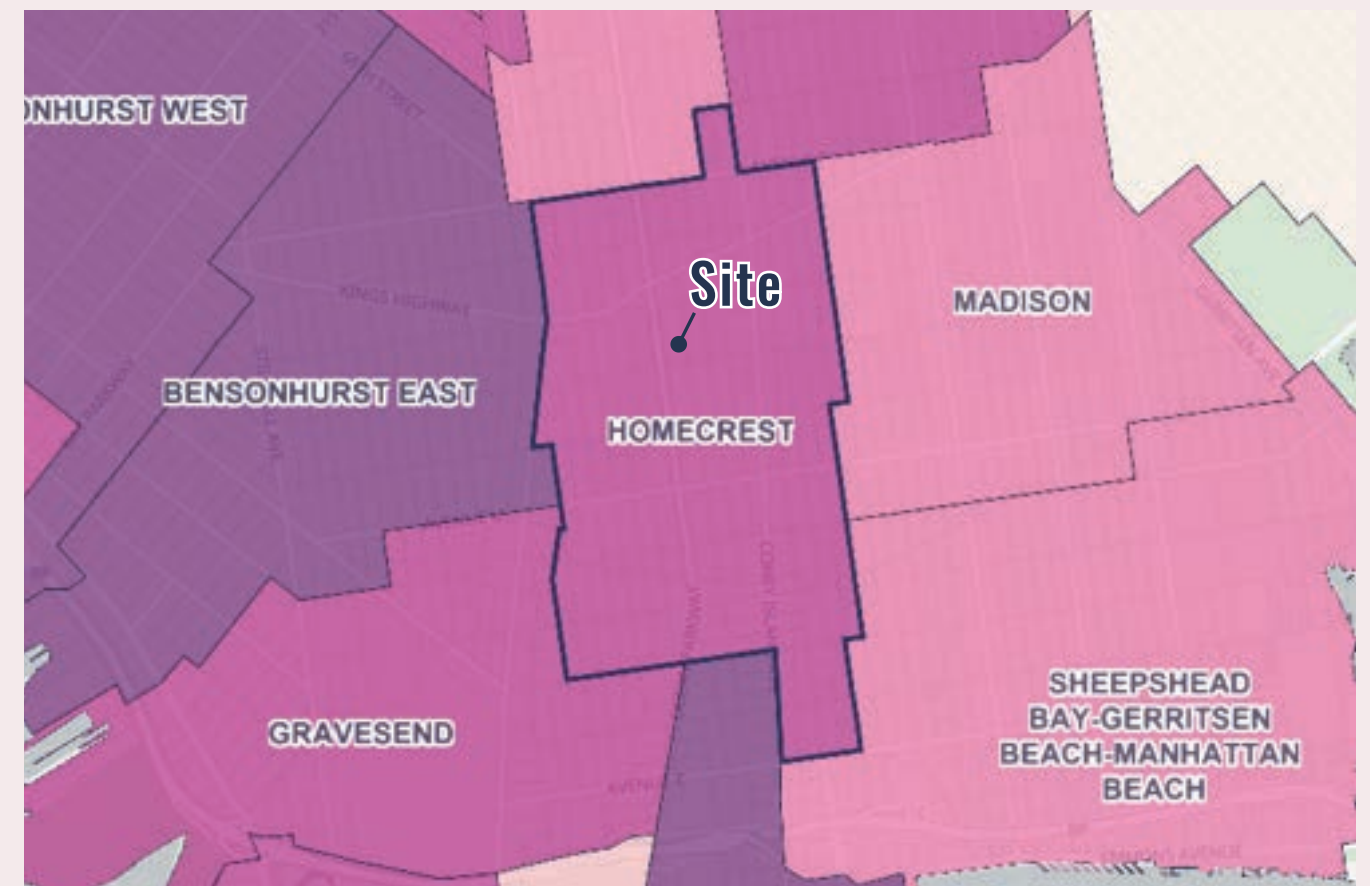 ONHURST WEST
Site
KINGS HIGHWAY
MADISON
BENSONHURST EAST
HOMECREST
SHEEPSHEAD
BAY-GERRITSEN
BEACH-MANHATTAN
BEACH
GRAVESEND